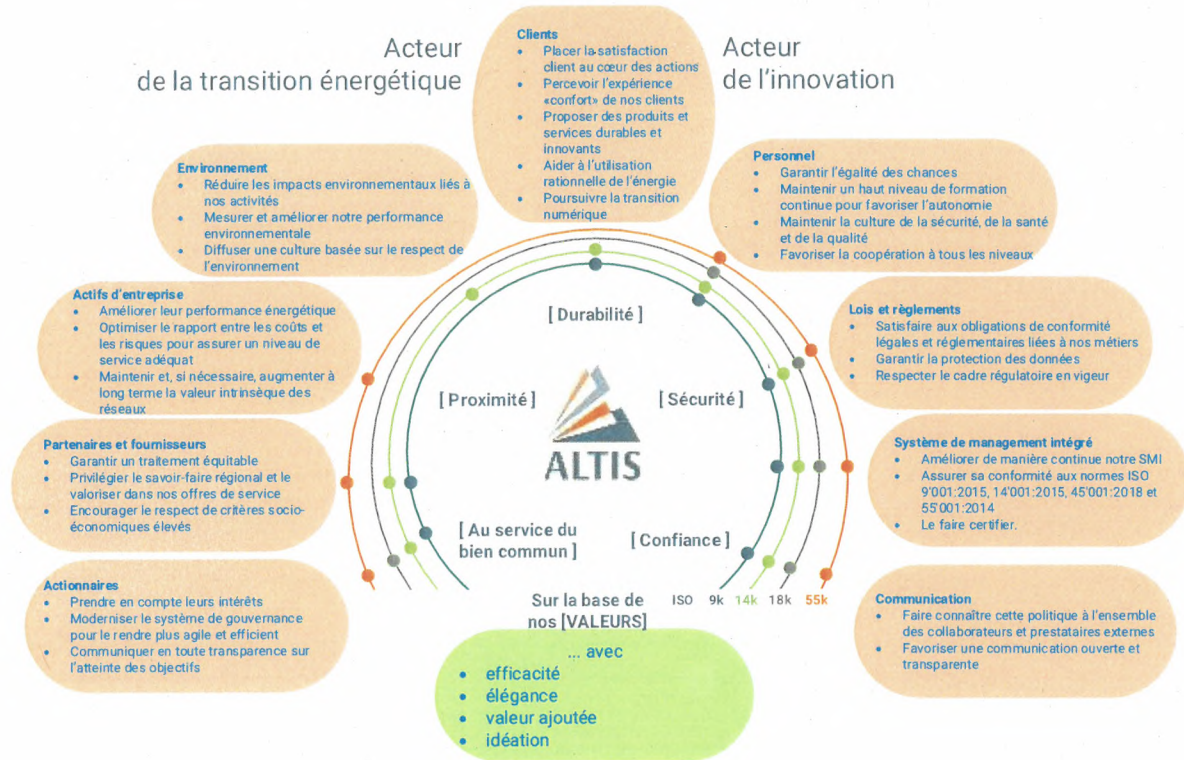 Acteur
de la transition énergétique
Acteur
de l'innovation
Clients
• Placer la satisfaction
client au cœur des actions
• Percevoir l'expérience
«confort» de nos clients
• Proposer des produits et
services durables et
innovants
• Aider à l'utilisation
rationnelle de l'énergie
• Poursuivre la transition
numérique
Environnement
• Réduire les impacts environnementaux liés à
nos activités
• Mesurer et améliorer notre performance
environnementale
• Diffuser une culture basée sur le respect de
l'environnement
Personnel
• Garantir l'égalité des chances
• Maintenir un haut niveau de formation
continue pour favoriser l'autonomie
• Maintenir la culture de la sécurité, de la santé
et de la qualité
• Favoriser la coopération à tous les niveaux
Actifs d'entreprise
• Améliorer leur performance énergétique
• Optimiser le rapport entre les coûts et
les risques pour assurer un niveau de
service adéquat
• Maintenir et, si nécessaire, augmenter à
long terme la valeur intrinsèque des
réseaux
Lois et règlements
• Satisfaire aux obligations de conformité
légales et réglementaires liées à nos métiers
• Garantir la protection des données
• Respecter le cadre régulatoire en vigueur
Partenaires et fournisseurs
• Garantir un traitement équitable
• Privilégier le savoir-faire régional et le
valoriser dans nos offres de service
• Encourager le respect de critères socio-
économiques élevés
Système de management intégré
• Améliorer de manière continue notre SMI
• Assurer sa conformité aux normes ISO
9'001:2015, 14'001:2015, 45'001:2018 et
55'001:2014
• Le faire certifier.
Actionnaires
• Prendre en compte leurs intérêts
• Moderniser le système de gouvernance
pour le rendre plus agile et efficient
• Communiquer en toute transparence sur
l'atteinte des objectifs
Communication
• Faire connaître cette politique à l'ensemble
des collaborateurs et prestataires externes
• Favoriser une communication ouverte et
transparente
[ Durabilité ]
[ Proximité ]
[ Sécurité ]
ALTIS
[ Au service du
bien commun ]
[ Confiance ]
Sur la base de
nos [VALEURS]
ISO 9k 14k 18k 55k
... avec
• efficacité
• élégance
• valeur ajoutée
• idéation